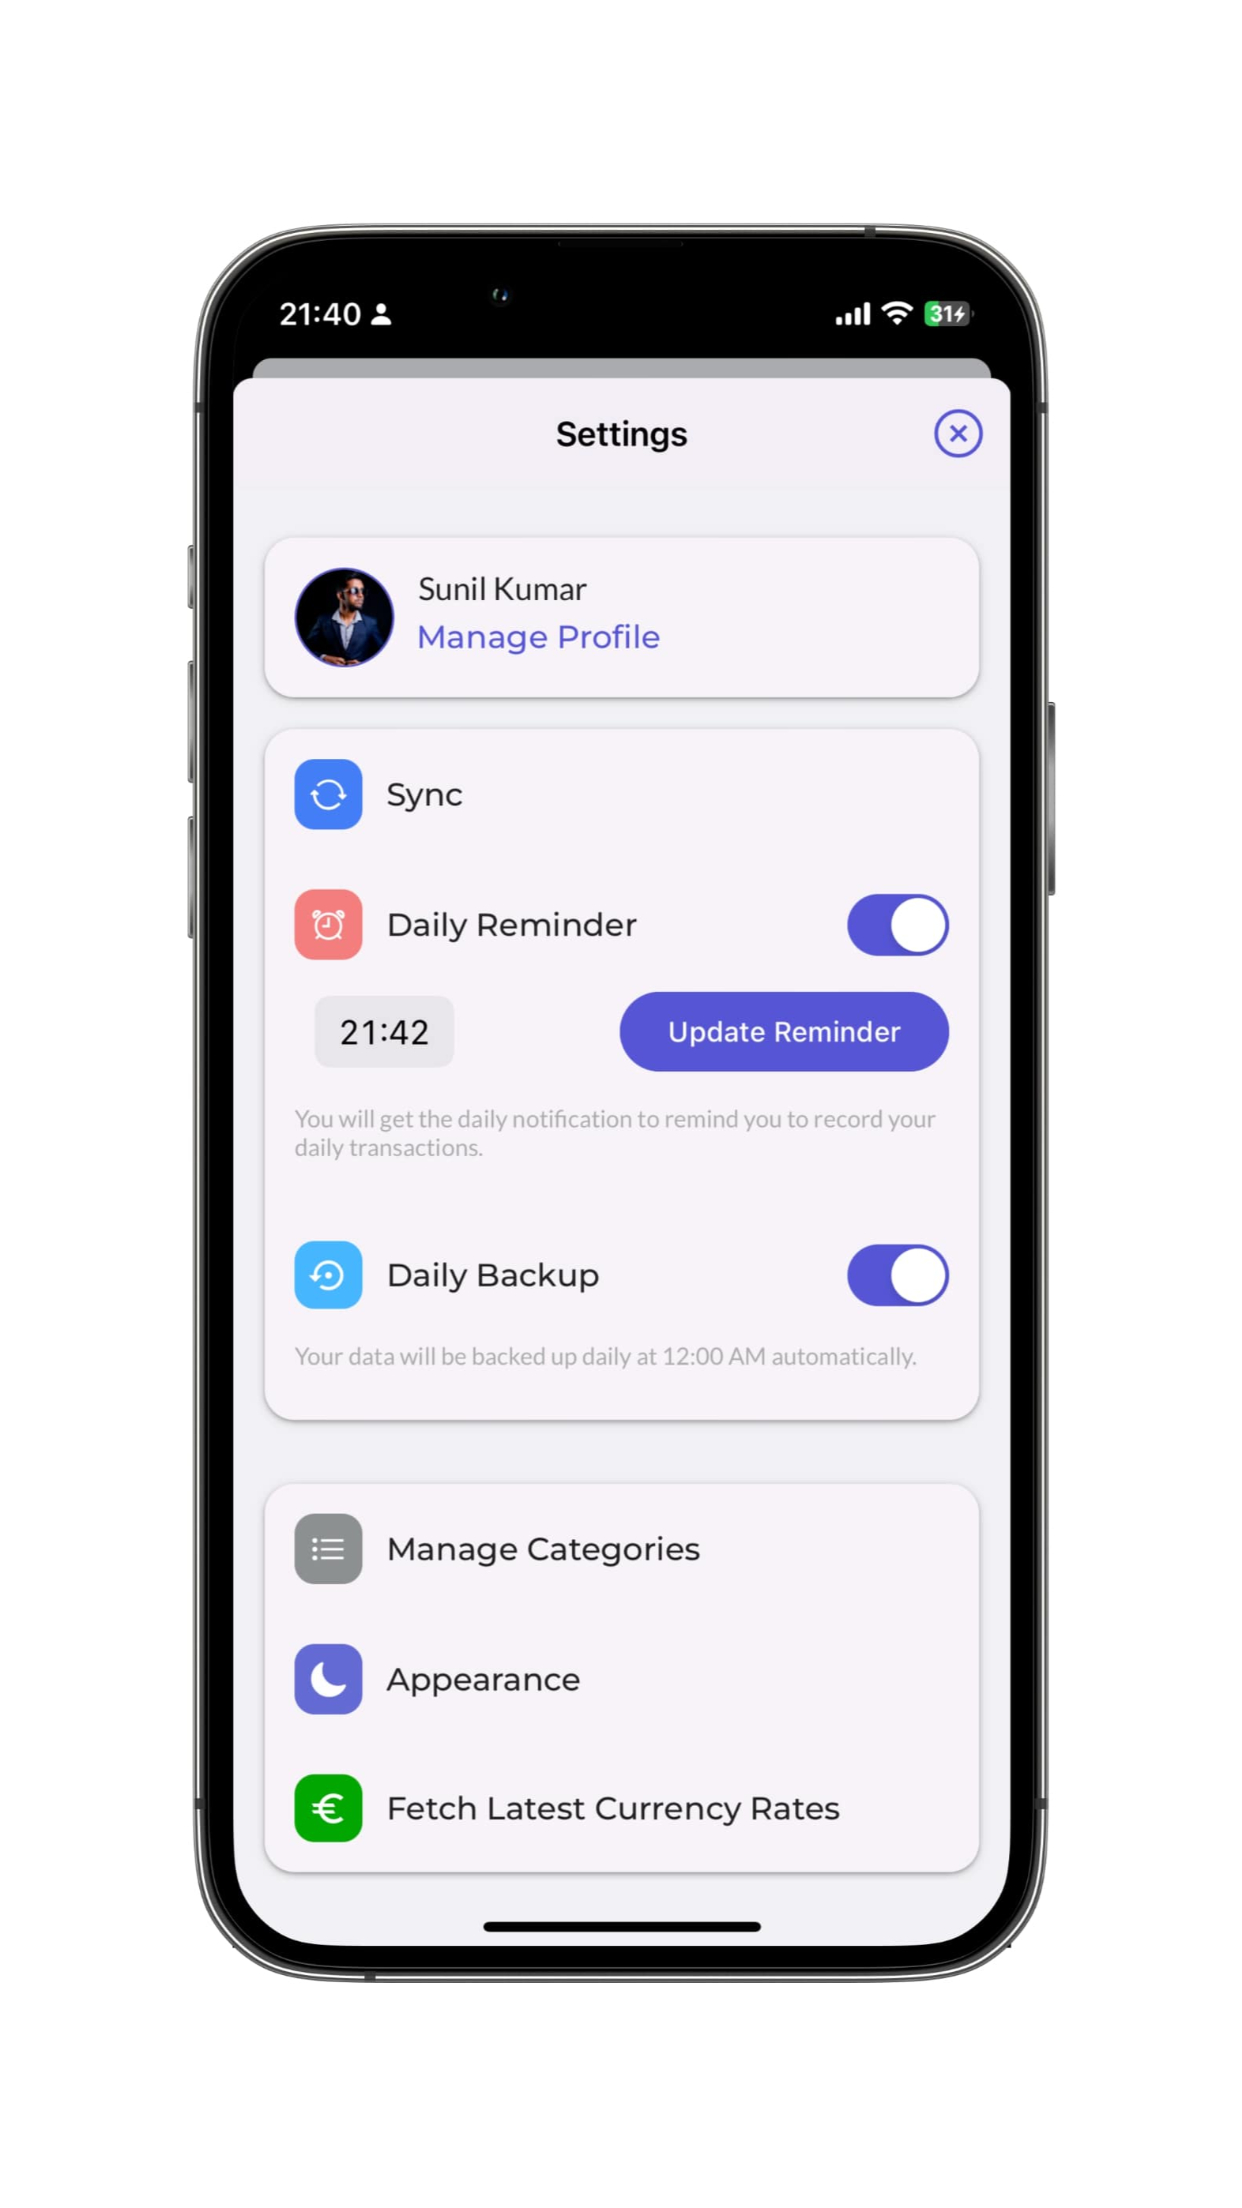 21:40
31
Settings
Sunil Kumar
Manage Profile
Sync
Daily Reminder
21:42
Update Reminder
You will get the daily notification to remind you to record your
daily transactions.
Daily Backup
Your data will be backed up daily at 12:00 AM automatically.
Manage Categories
Appearance
Fetch Latest Currency Rates